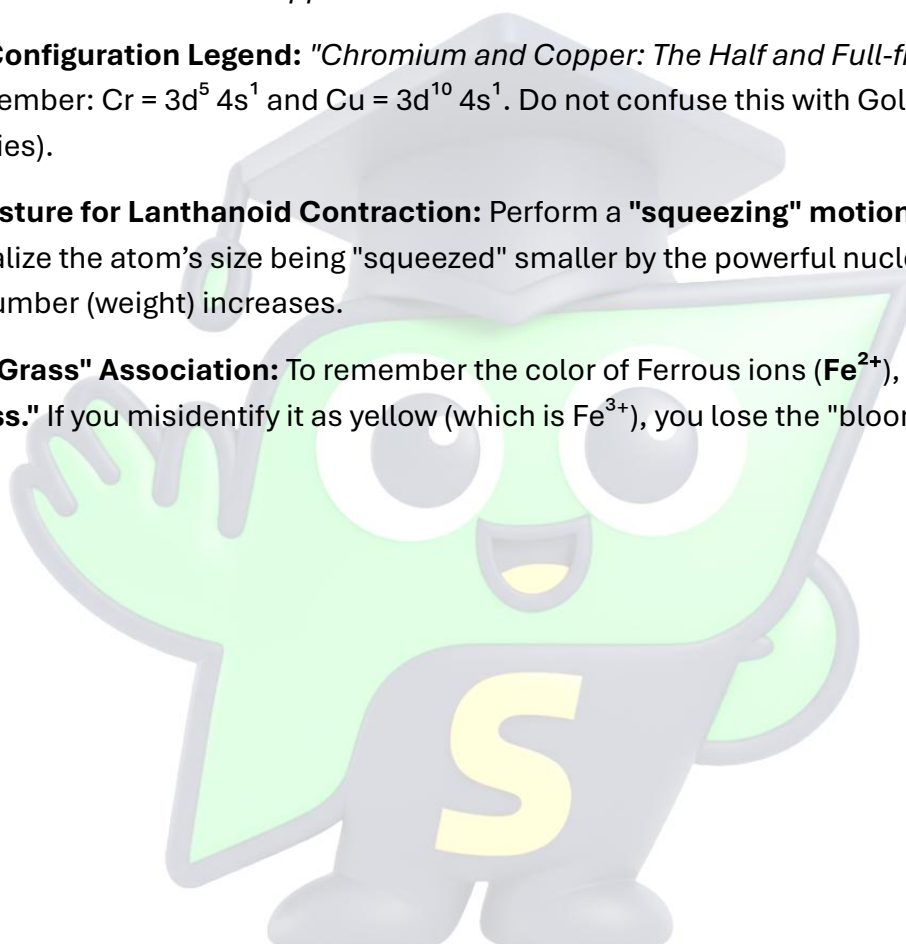 Configuration Legend: "Chromium and Copper: The Half and Full-f
ember: Cr = 3d⁵ 4s¹ and Cu = 3d¹⁰ 4s¹. Do not confuse this with Gol
ies).
sture for Lanthanoid Contraction: Perform a "squeezing" motion
alize the atom’s size being "squeezed" smaller by the powerful nucl
umber (weight) increases.
Grass" Association: To remember the color of Ferrous ions (Fe²⁺),
ss." If you misidentify it as yellow (which is Fe³⁺), you lose the "bloom
S